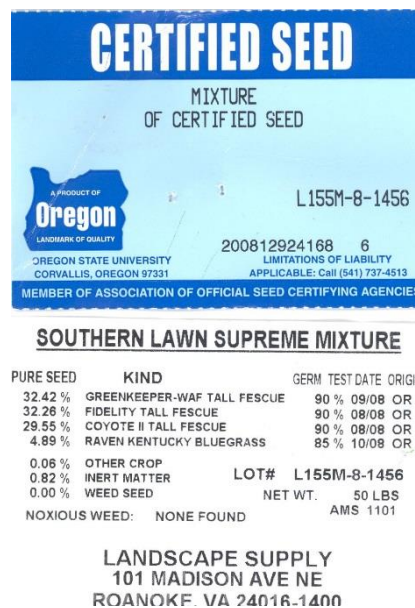 CERTIFIED SEED
MIXTURE
OF CERTIFIED SEED
A PRODUCT OF
Oregon
LANDMARK OF QUALITY
L155M-8-1456
200812924168 6
OREGON STATE UNIVERSITY LIMITATIONS OF LIABILITY
CORVALLIS, OREGON 97331 APPLICABLE: Call (541) 737-4513
MEMBER OF ASSOCIATION OF OFFICIAL SEED CERTIFYING AGENCIES
SOUTHERN LAWN SUPREME MIXTURE
PURE SEED KIND GERM TEST DATE ORIGI
32.42 % GREENKEEPER-WAF TALL FESCUE 90 % 09/08 OR
32.26 % FIDELITY TALL FESCUE 90 % 08/08 OR
29.55 % COYOTE II TALL FESCUE 90 % 08/08 OR
4.89 % RAVEN KENTUCKY BLUEGRASS 85 % 10/08 OR
0.06 % OTHER CROP
0.82 % INERT MATTER LOT# L155M-8-1456
0.00 % WEED SEED NET WT. 50 LBS
NOXIOUS WEED: NONE FOUND AMS 1101
LANDSCAPE SUPPLY
101 MADISON AVE NE
ROANOKE, VA 24016-1400